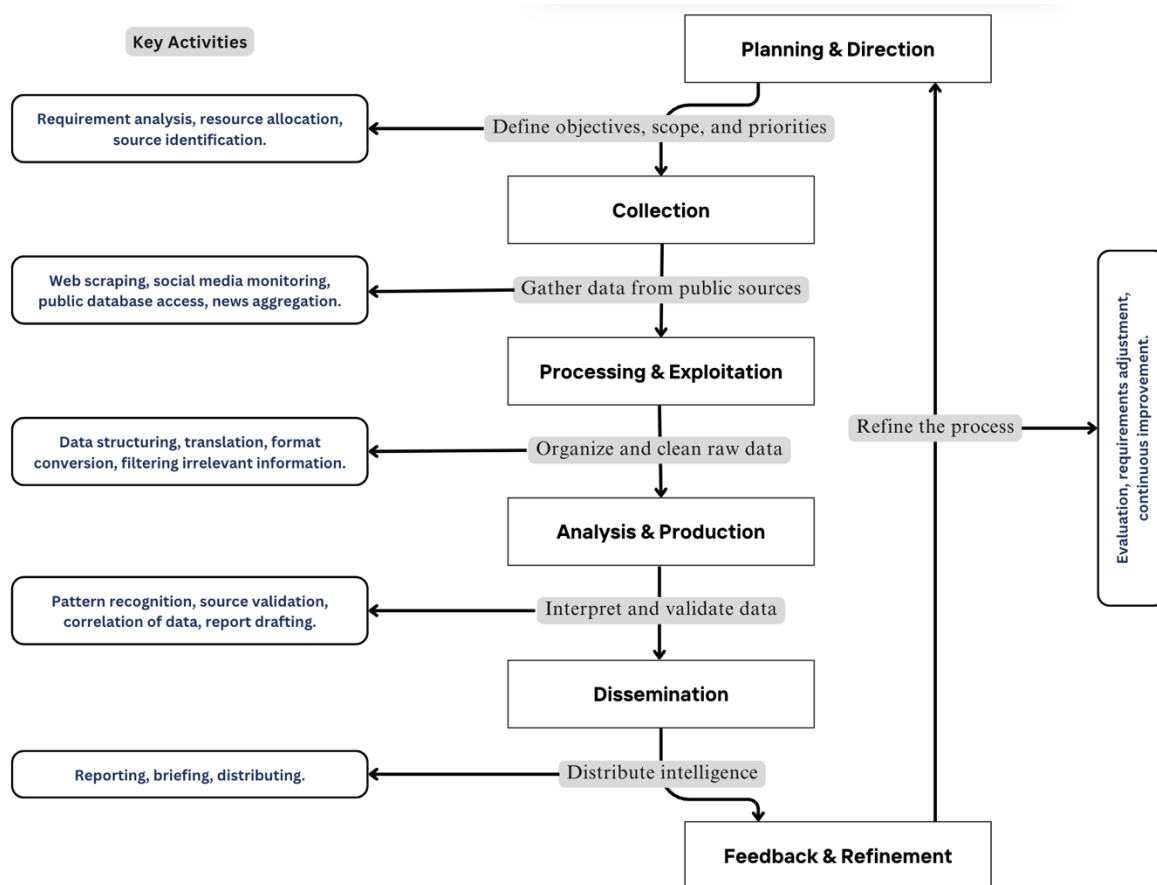 Key Activities
Planning & Direction
Requirement analysis, resource allocation,
source identification.
Define objectives, scope, and priorities
Collection
Web scraping, social media monitoring,
public database access, news aggregation.
Gather data from public sources
Processing & Exploitation
Data structuring, translation, format
conversion, filtering irrelevant information.
Organize and clean raw data
Analysis & Production
Pattern recognition, source validation,
correlation of data, report drafting.
Interpret and validate data
Dissemination
Reporting, briefing, distributing.
Distribute intelligence
Feedback & Refinement
Refine the process
Evaluation, requirements adjustment,
continuous improvement.